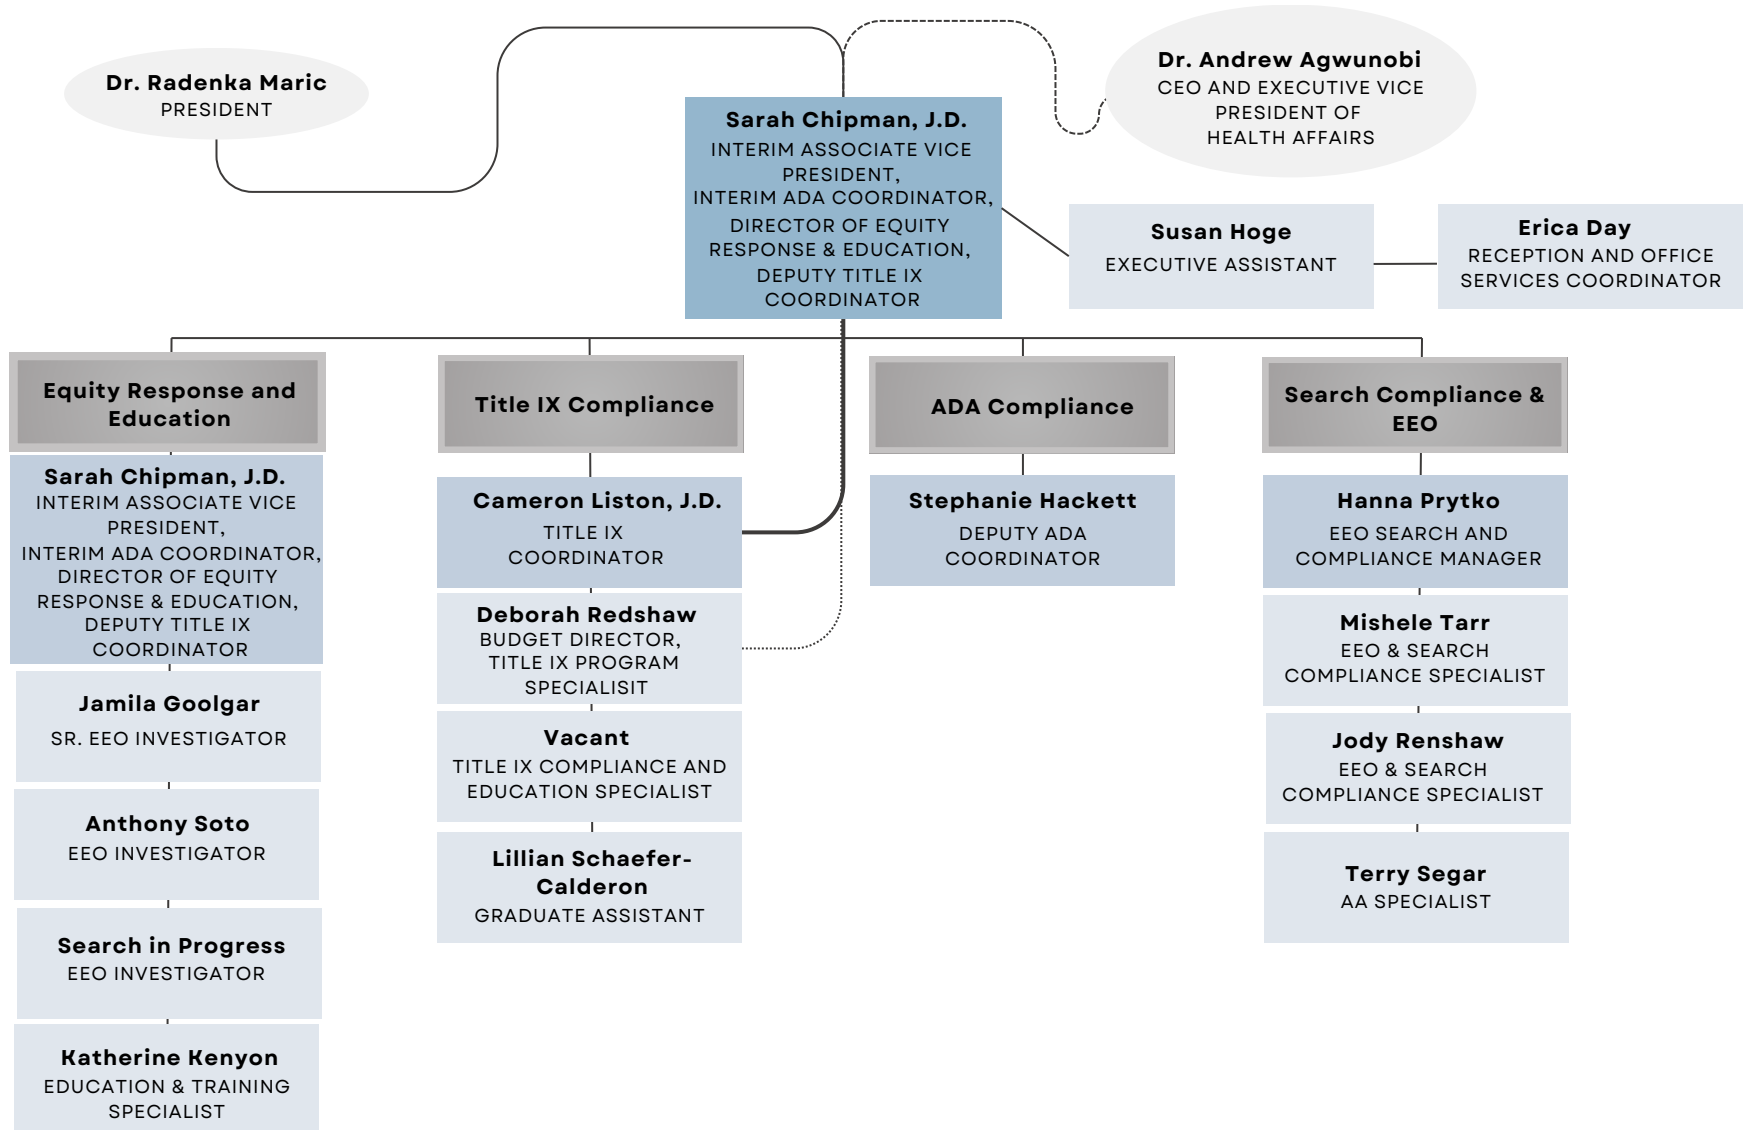 Dr. Radenka Maric
PRESIDENT
Dr. Andrew Agwunobi
CEO AND EXECUTIVE VICE
PRESIDENT OF
HEALTH AFFAIRS
Sarah Chipman, J.D.
INTERIM ASSOCIATE VICE
PRESIDENT,
INTERIM ADA COORDINATOR,
DIRECTOR OF EQUITY
RESPONSE & EDUCATION,
DEPUTY TITLE IX
COORDINATOR
Susan Hoge
EXECUTIVE ASSISTANT
Erica Day
RECEPTION AND OFFICE
SERVICES COORDINATOR
Equity Response and
Education
Sarah Chipman, J.D.
INTERIM ASSOCIATE VICE
PRESIDENT,
INTERIM ADA COORDINATOR,
DIRECTOR OF EQUITY
RESPONSE & EDUCATION,
DEPUTY TITLE IX
COORDINATOR
Jamila Goolgar
SR. EEO INVESTIGATOR
Anthony Soto
EEO INVESTIGATOR
Search in Progress
EEO INVESTIGATOR
Katherine Kenyon
EDUCATION & TRAINING
SPECIALIST
Title IX Compliance
Cameron Liston, J.D.
TITLE IX
COORDINATOR
Deborah Redshaw
BUDGET DIRECTOR,
TITLE IX PROGRAM
SPECIALISIT
Vacant
TITLE IX COMPLIANCE AND
EDUCATION SPECIALIST
Lillian Schaefer-
Calderon
GRADUATE ASSISTANT
ADA Compliance
Stephanie Hackett
DEPUTY ADA
COORDINATOR
Search Compliance &
EEO
Hanna Prytko
EEO SEARCH AND
COMPLIANCE MANAGER
Mishele Tarr
EEO & SEARCH
COMPLIANCE SPECIALIST
Jody Renshaw
EEO & SEARCH
COMPLIANCE SPECIALIST
Terry Segar
AA SPECIALIST